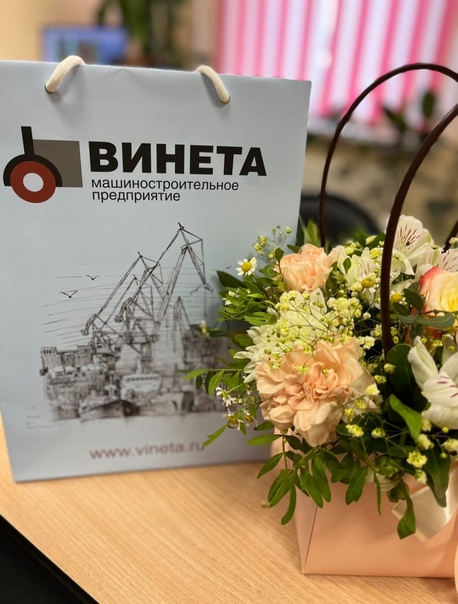 ВИНЕТА
машиностроительное
предприятие
www.vineta.ru